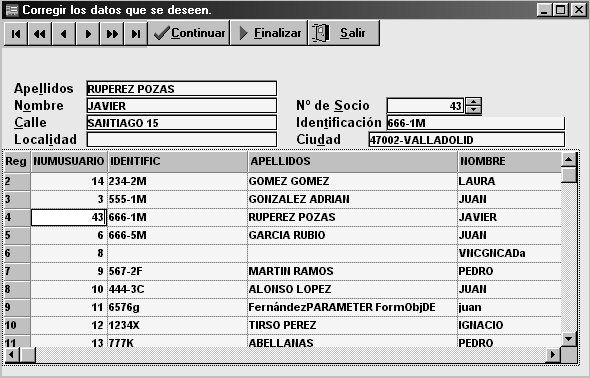 Corregir los datos que se deseen.
Continuar Finalizar Salir
Apellidos RUPEREZ POZAS
Nombre JAVIER Nº de Socio 43
Calle SANTIAGO 15 Identificación 666-1M
Localidad Ciudad 47002-VALLADOLID
Reg NUMUSUARIO IDENTIFIC APELLIDOS NOMBRE
2 14 234-2M GOMEZ GOMEZ LAURA
3 3 555-1M GONZALEZ ADRIAN JUAN
4 43 666-1M RUPEREZ POZAS JAVIER
5 6 666-5M GARCIA RUBIO JUAN
6 8 VNCGNCADa
7 9 567-2F MARTIN RAMOS PEDRO
8 10 444-3C ALONSO LOPEZ JUAN
9 11 6576g FernándezPARAMETER FormObjDE juan
10 12 1234X TIRSO PEREZ IGNACIO
11 13 777K ABELLANAS PEDRO